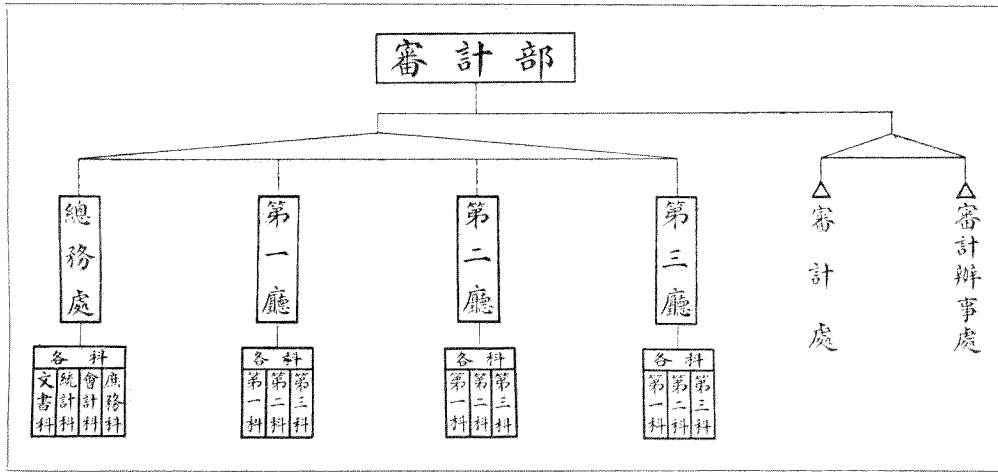 審計部
總務處
第一廳
第二廳
第三廳
審計處
審計辦事處
各科
文書科
統計科
會計科
庶務科
各科
第一科
第二科
第三科
各科
第一科
第二科
第三科
各科
第一科
第二科
第三科